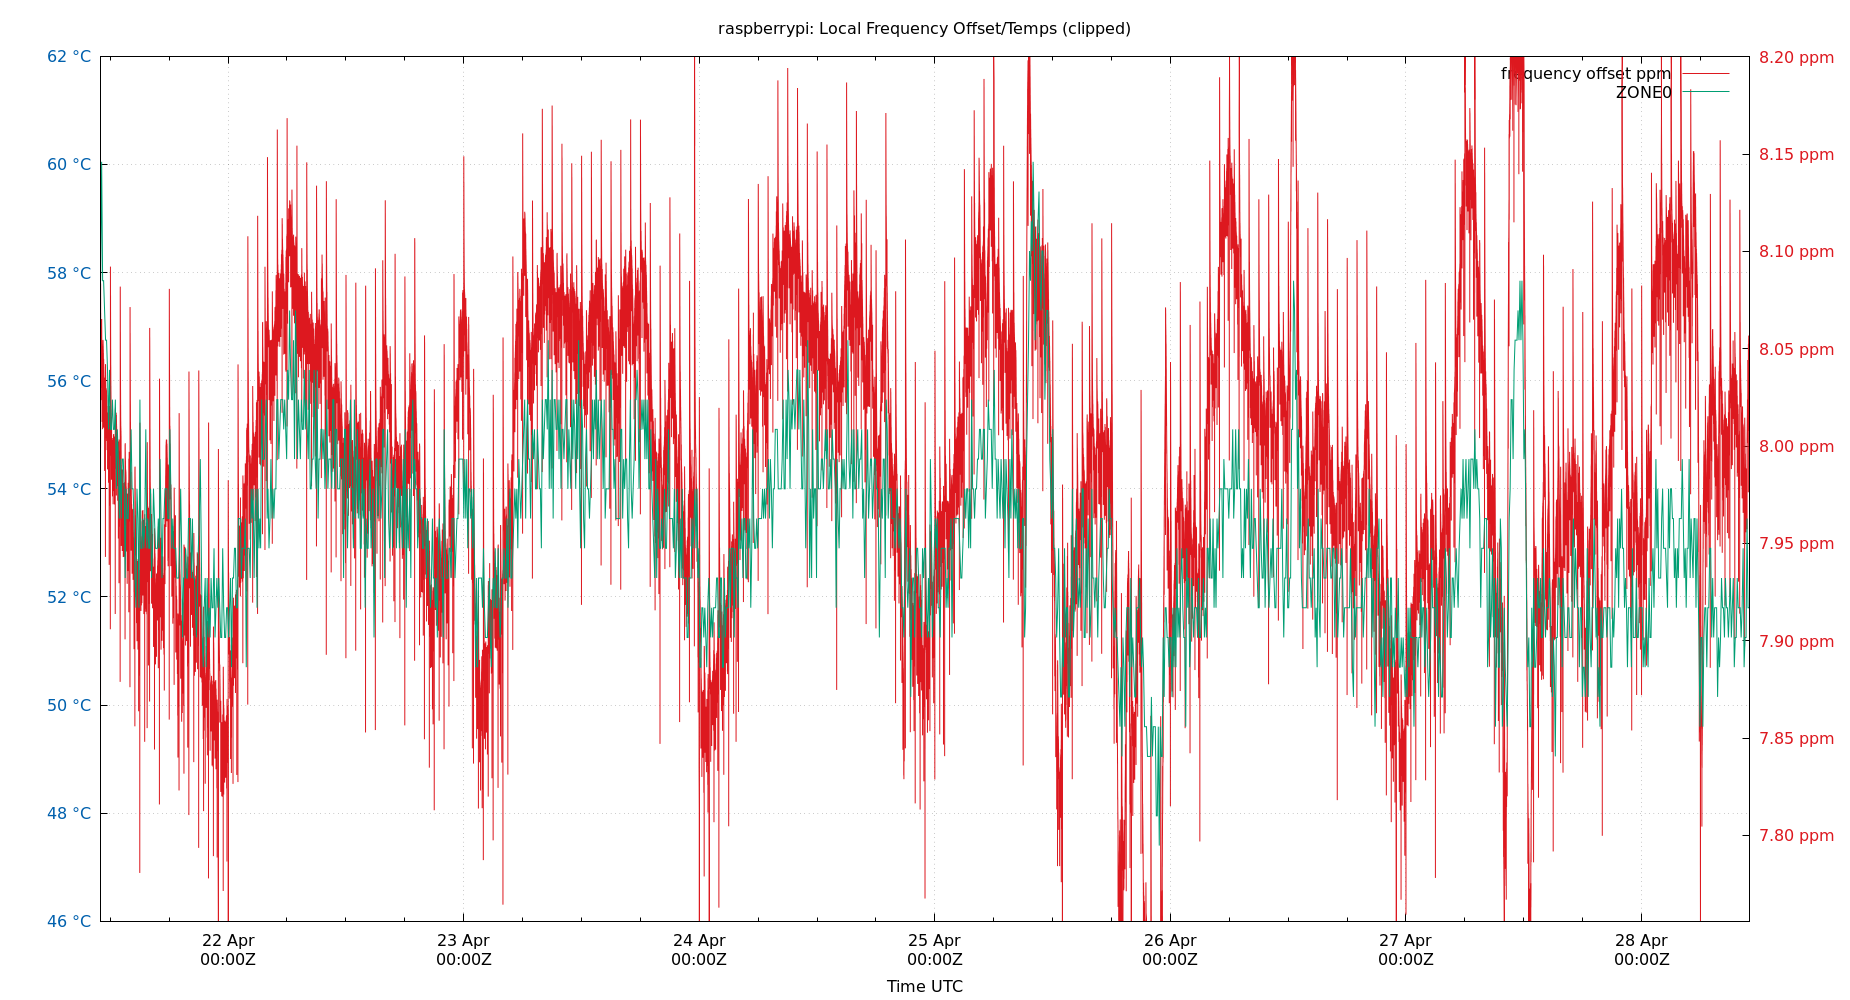 raspberrypi: Local Frequency Offset/Temps (clipped)
62 °C
60 °C
58 °C
56 °C
54 °C
52 °C
50 °C
48 °C
46 °C
8.20 ppm
8.15 ppm
8.10 ppm
8.05 ppm
8.00 ppm
7.95 ppm
7.90 ppm
7.85 ppm
7.80 ppm
frequency offset ppm
ZONE0
22 Apr
00:00Z
23 Apr
00:00Z
24 Apr
00:00Z
25 Apr
00:00Z
26 Apr
00:00Z
27 Apr
00:00Z
28 Apr
00:00Z
Time UTC